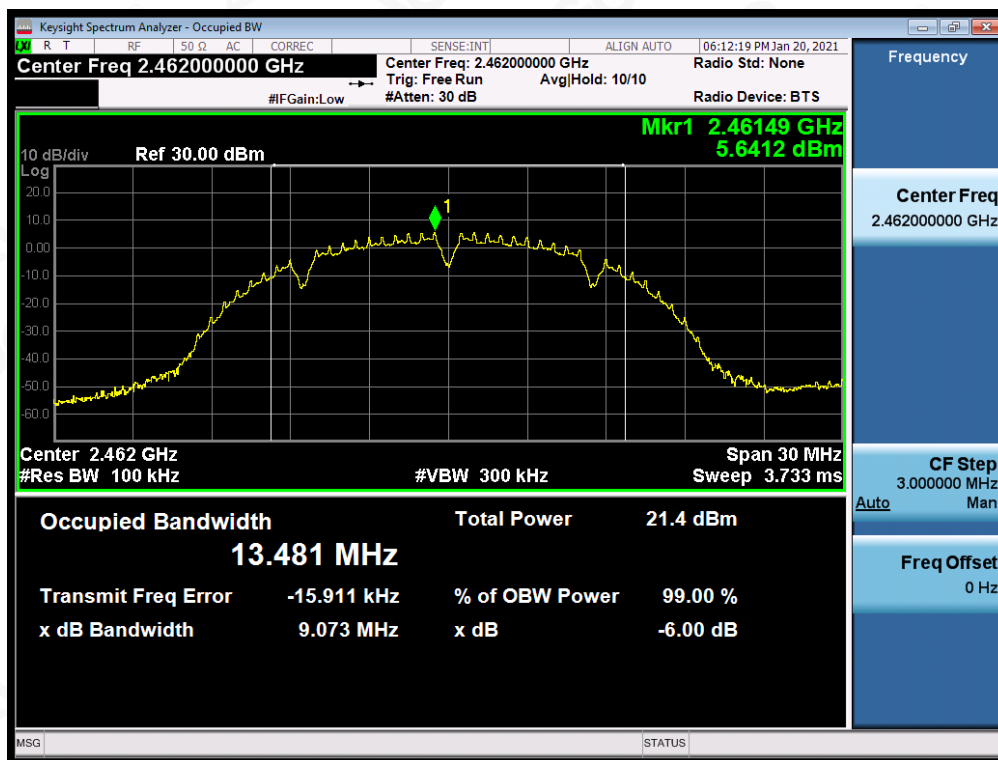 Keysight Spectrum Analyzer - Occupied BW
LXI R T RF 50 Ω AC CORREC SENSE:INT ALIGN AUTO 06:12:19 PM Jan 20, 2021
Center Freq 2.462000000 GHz
Center Freq: 2.462000000 GHz Radio Std: None
Trig: Free Run Avg|Hold: 10/10
#IFGain:Low #Atten: 30 dB Radio Device: BTS
Mkr1 2.46149 GHz
5.6412 dBm
10 dB/div Ref 30.00 dBm
Log
20.0
10.0
0.00
-10.0
-20.0
-30.0
-40.0
-50.0
-60.0
1
Center 2.462 GHz Span 30 MHz
#Res BW 100 kHz #VBW 300 kHz Sweep 3.733 ms
Occupied Bandwidth Total Power 21.4 dBm
13.481 MHz
Transmit Freq Error -15.911 kHz % of OBW Power 99.00 %
x dB Bandwidth 9.073 MHz x dB -6.00 dB
Frequency
Center Freq
2.462000000 GHz
CF Step
3.000000 MHz
Auto Man
Freq Offset
0 Hz
MSG STATUS